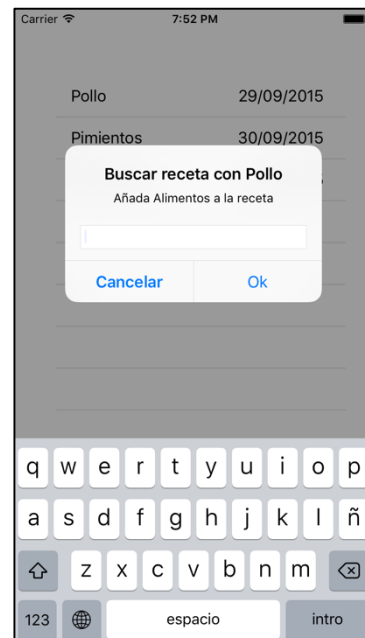 Carrier 7:52 PM
Pollo 29/09/2015
Pimientos 30/09/2015
Buscar receta con Pollo
Añada Alimentos a la receta
Cancelar Ok
q w e r t y u i o p
a s d f g h j k l ñ
z x c v b n m
123 espacio intro